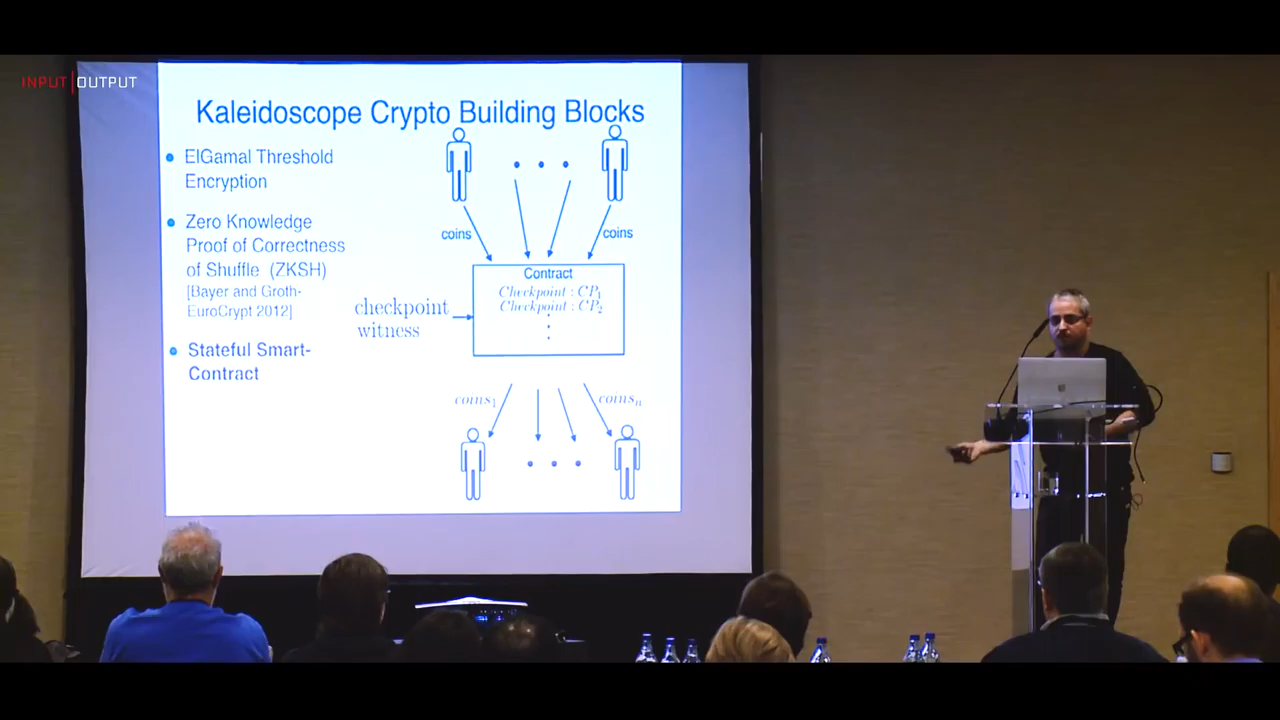 INPUT|OUTPUT
Kaleidoscope Crypto Building Blocks
ElGamal Threshold
Encryption
Zero Knowledge
Proof of Correctness
of Shuffle (ZKSH)
[Bayer and Groth-
EuroCrypt 2012]
Stateful Smart-
Contract
coins
coins
Contract
Checkpoint : CP₁
Checkpoint : CP₂
checkpoint
witness
coins₁
coinsₙ